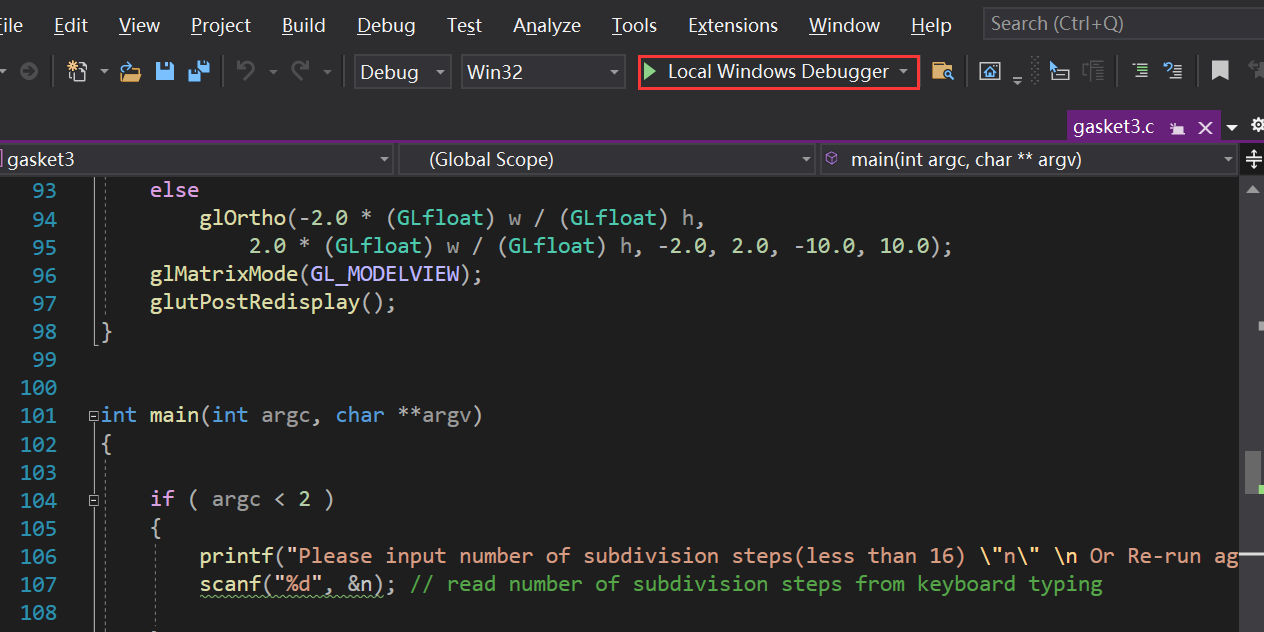 ile Edit View Project Build Debug Test Analyze Tools Extensions Window Help Search (Ctrl+Q)
Debug Win32 Local Windows Debugger
gasket3.c
gasket3 (Global Scope) main(int argc, char ** argv)
93 else
94 glOrtho(-2.0 * (GLfloat) w / (GLfloat) h,
95 2.0 * (GLfloat) w / (GLfloat) h, -2.0, 2.0, -10.0, 10.0);
96 glMatrixMode(GL_MODELVIEW);
97 glutPostRedisplay();
98 }
99
100
101 int main(int argc, char **argv)
102 {
103
104 if ( argc < 2 )
105 {
106 printf("Please input number of subdivision steps(less than 16) \"n\" \n Or Re-run ag
107 scanf("%d", &n); // read number of subdivision steps from keyboard typing
108